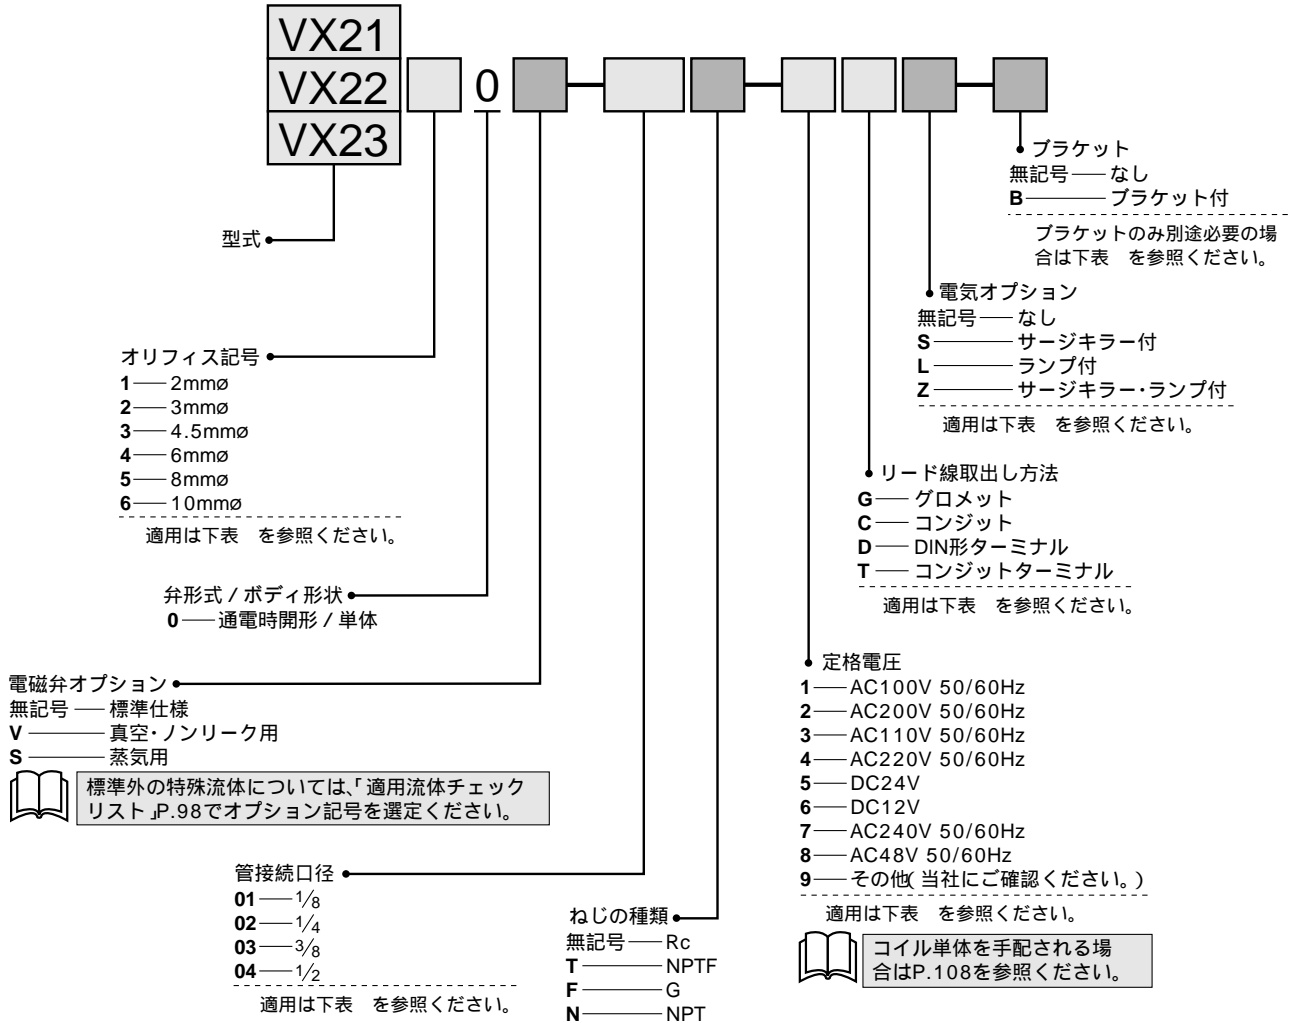 VX21
VX22
VX23
0
型式
ブラケット
無記号 なし
B ブラケット付
ブラケットのみ別途必要の場
合は下表 を参照ください。
電気オプション
無記号 なし
S サージキラー付
L ランプ付
Z サージキラー・ランプ付
適用は下表 を参照ください。
リード線取出し方法
G グロメット
C コンジット
D DIN形ターミナル
T コンジットターミナル
適用は下表 を参照ください。
定格電圧
1 AC100V 50/60Hz
2 AC200V 50/60Hz
3 AC110V 50/60Hz
4 AC220V 50/60Hz
5 DC24V
6 DC12V
7 AC240V 50/60Hz
8 AC48V 50/60Hz
9 その他(当社にご確認ください。)
適用は下表 を参照ください。
コイル単体を手配される場
合はP.108を参照ください。
オリフィス記号
1 2mmø
2 3mmø
3 4.5mmø
4 6mmø
5 8mmø
6 10mmø
適用は下表 を参照ください。
弁形式/ボディ形状
0 通電時開形/単体
電磁弁オプション
無記号 標準仕様
V 真空・ノンリーク用
S 蒸気用
標準外の特殊流体については、「適用流体チェック
リスト」P.98でオプション記号を選定ください。
管接続口径
01 1/8
02 1/4
03 3/8
04 1/2
適用は下表 を参照ください。
ねじの種類
無記号 Rc
T NPTF
F G
N NPT